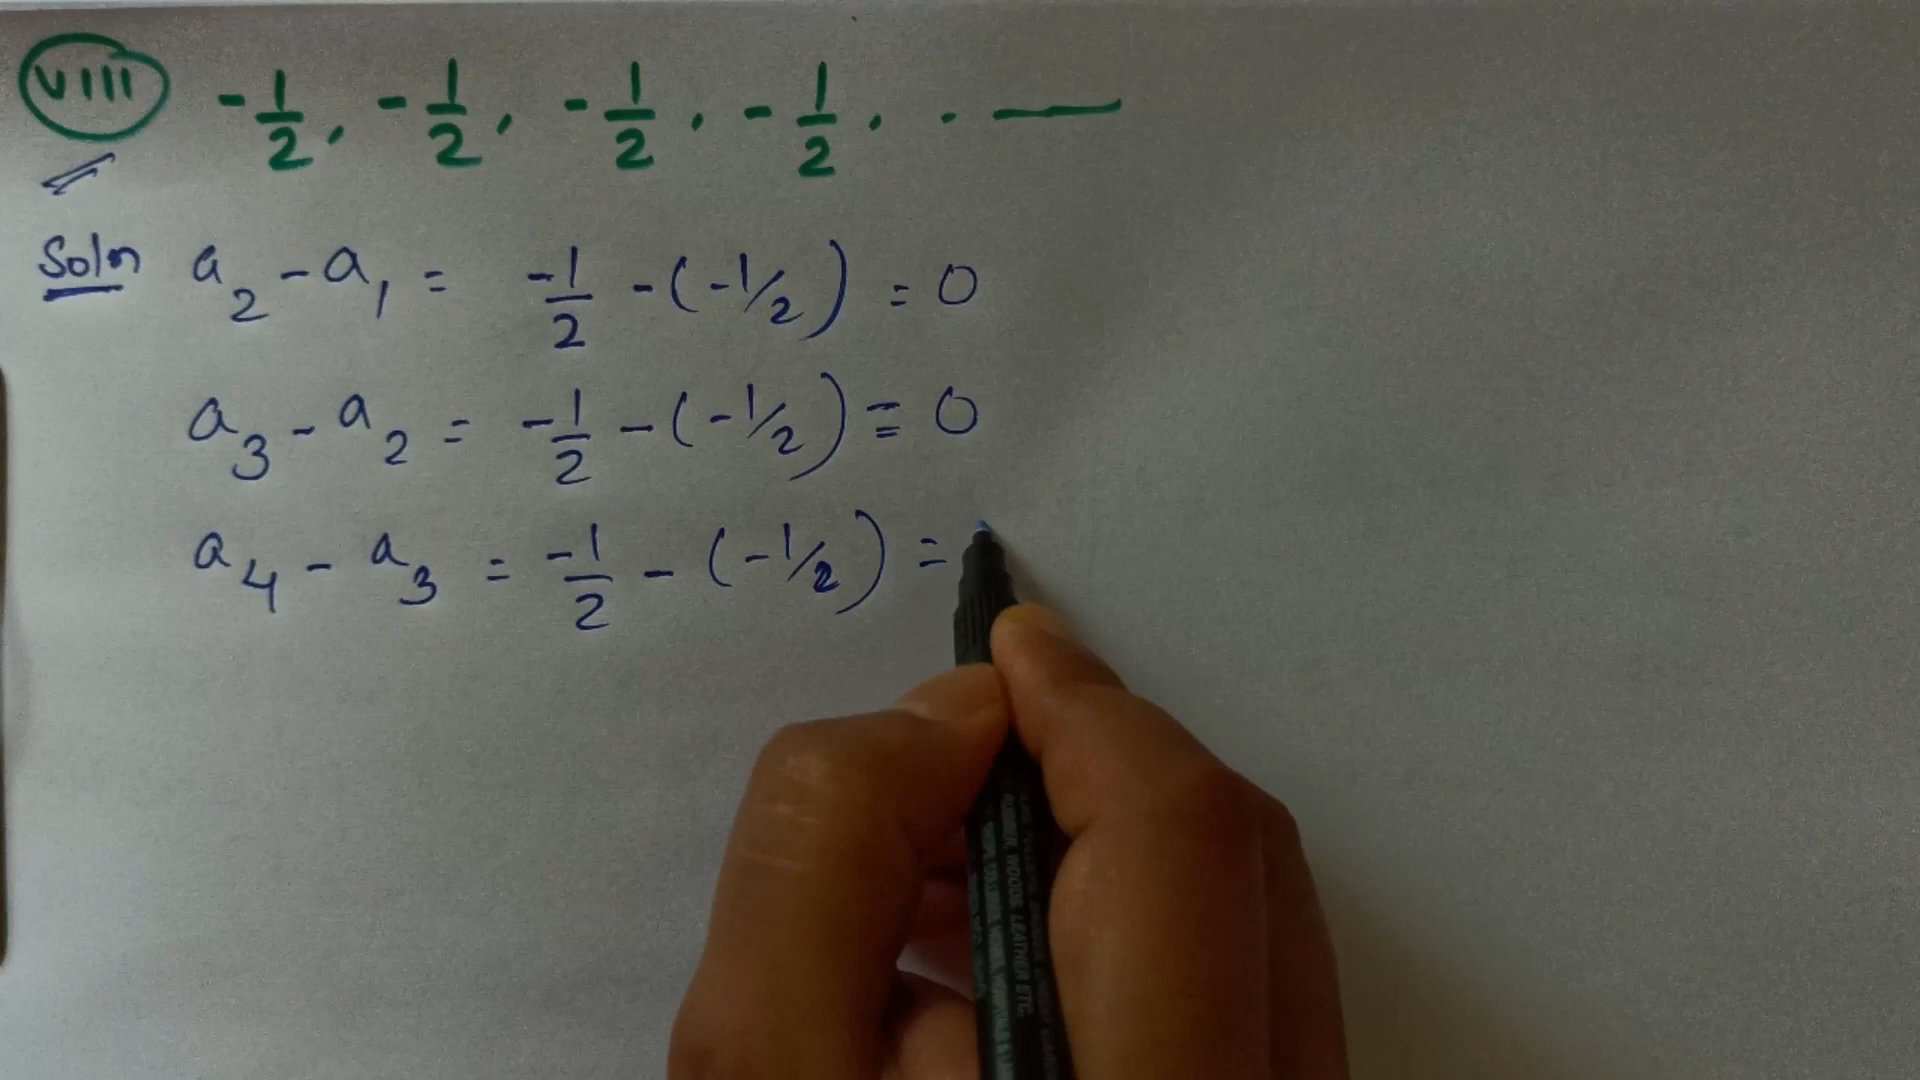 VIII -1/2, -1/2, -1/2, -1/2, . —
Soln a₂ - a₁ = -1/2 - (-1/2) = 0
a₃ - a₂ = -1/2 - (-1/2) = 0
a₄ - a₃ = -1/2 - (-1/2) =